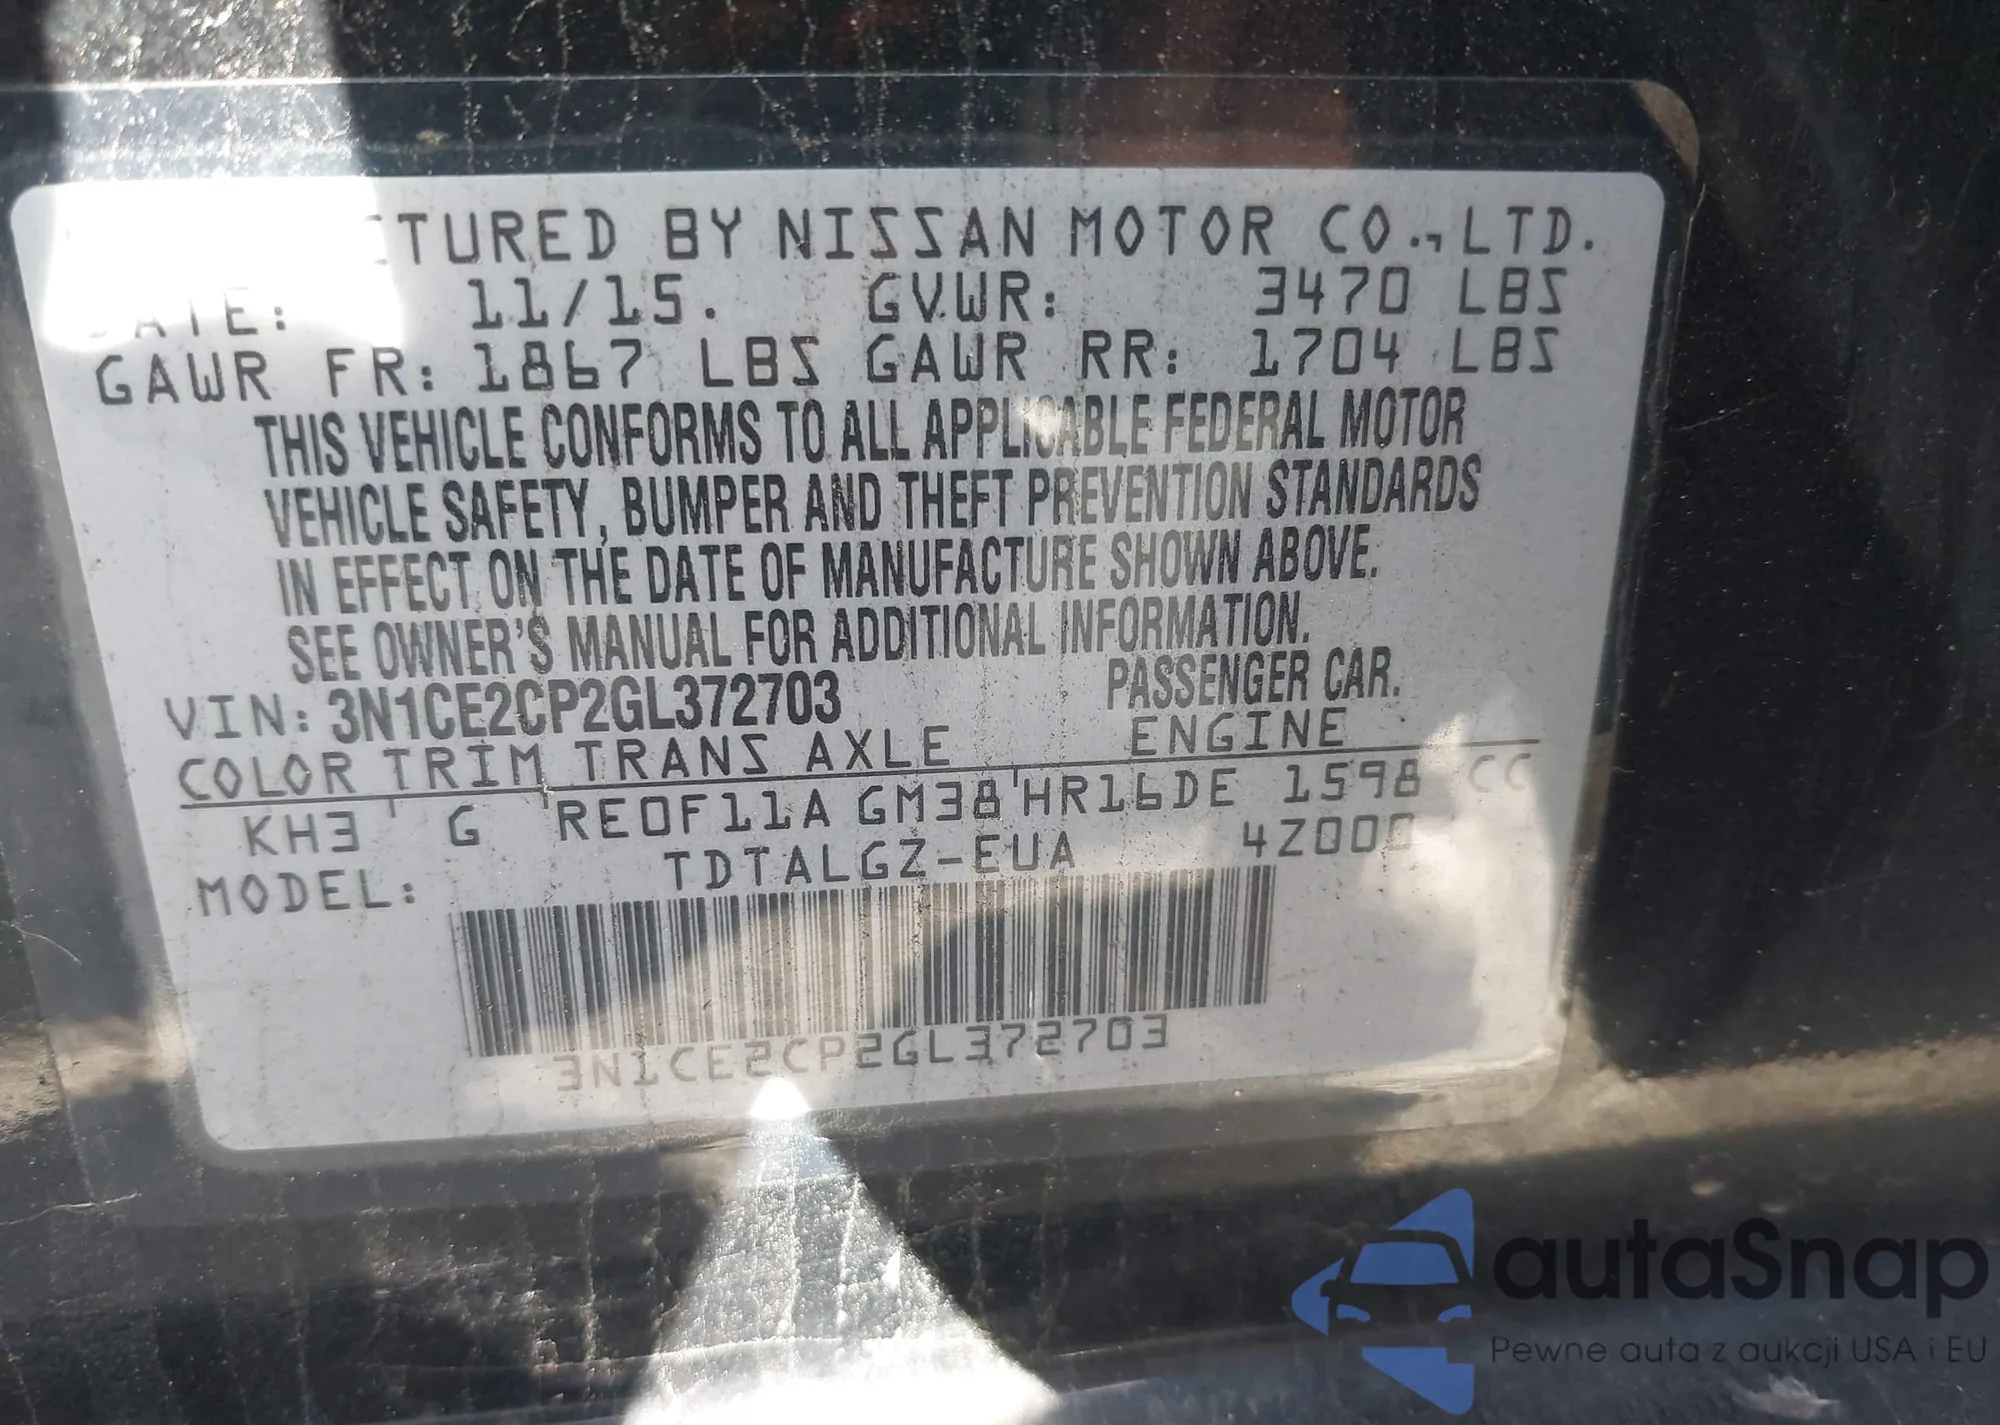 TURED BY NISSAN MOTOR CO., LTD.
DATE: 11/15. GVWR: 3470 LBS
GAWR FR: 1867 LBS GAWR RR: 1704 LBS
THIS VEHICLE CONFORMS TO ALL APPLICABLE FEDERAL MOTOR
VEHICLE SAFETY, BUMPER AND THEFT PREVENTION STANDARDS
IN EFFECT ON THE DATE OF MANUFACTURE SHOWN ABOVE.
SEE OWNER'S MANUAL FOR ADDITIONAL INFORMATION.
VIN: 3N1CE2CP2GL372703 PASSENGER CAR.
COLOR TRIM TRANS AXLE ENGINE
KH3 G RE0F11A GM38 HR16DE 1598 CC
MODEL: TDTALGZ-EUA 4Z000
3N1CE2CP2GL372703
autaSnap
Pewne auta z aukcji USA i EU